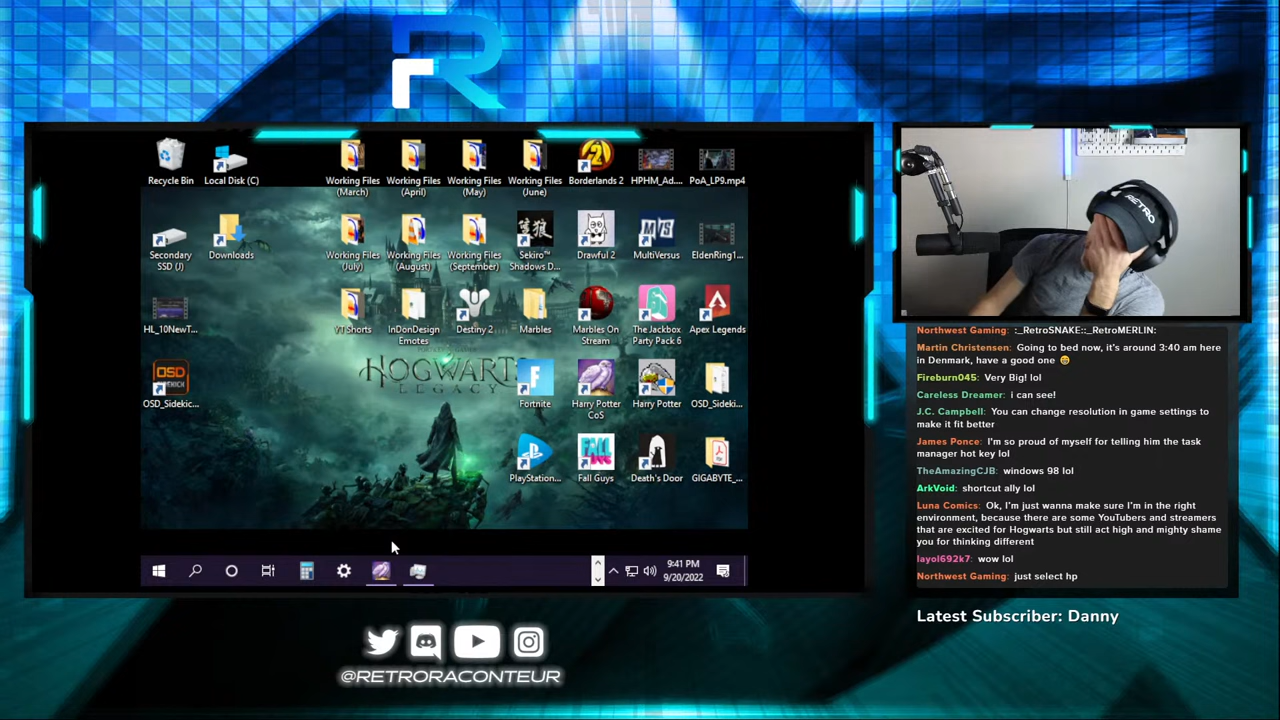 R
Recycle Bin
Local Disk (C)
Working Files
(March)
Working Files
(April)
Working Files
(May)
Working Files
(June)
Borderlands 2
HPHM_Ad....
PoA_LP9.mp4
Secondary
SSD (J)
Downloads
Working Files
(July)
Working Files
(August)
Working Files
(September)
Sekiro™
Shadows D...
Drawful 2
MultiVersus
EldenRing1...
HL_10NewT...
YT Shorts
InDonDesign
Emotes
Destiny 2
Marbles
Marbles On
Stream
The Jackbox
Party Pack 6
Apex Legends
OSD_Sidekic...
HOGWARTS
LEGACY
Fortnite
Harry Potter
CoS
Harry Potter
OSD_Sideki...
PlayStation...
Fall Guys
Death's Door
GIGABYTE_...
9:41 PM
9/20/2022
@RETRORACONTEUR
RETRO
Northwest Gaming: :_RetroSNAKE::_RetroMERLIN:
Martin Christensen: Going to bed now, it's around 3:40 am here
in Denmark, have a good one
Fireburn045: Very Big! lol
Careless Dreamer: i can see!
J.C. Campbell: You can change resolution in game settings to
make it fit better
James Ponce: I'm so proud of myself for telling him the task
manager hot key lol
TheAmazingCJB: windows 98 lol
ArkVoid: shortcut ally lol
Luna Comics: Ok, I'm just wanna make sure I'm in the right
environment, because there are some YouTubers and streamers
that are excited for Hogwarts but still act high and mighty shame
you for thinking different
layol692k7: wow lol
Northwest Gaming: just select hp
Latest Subscriber: Danny